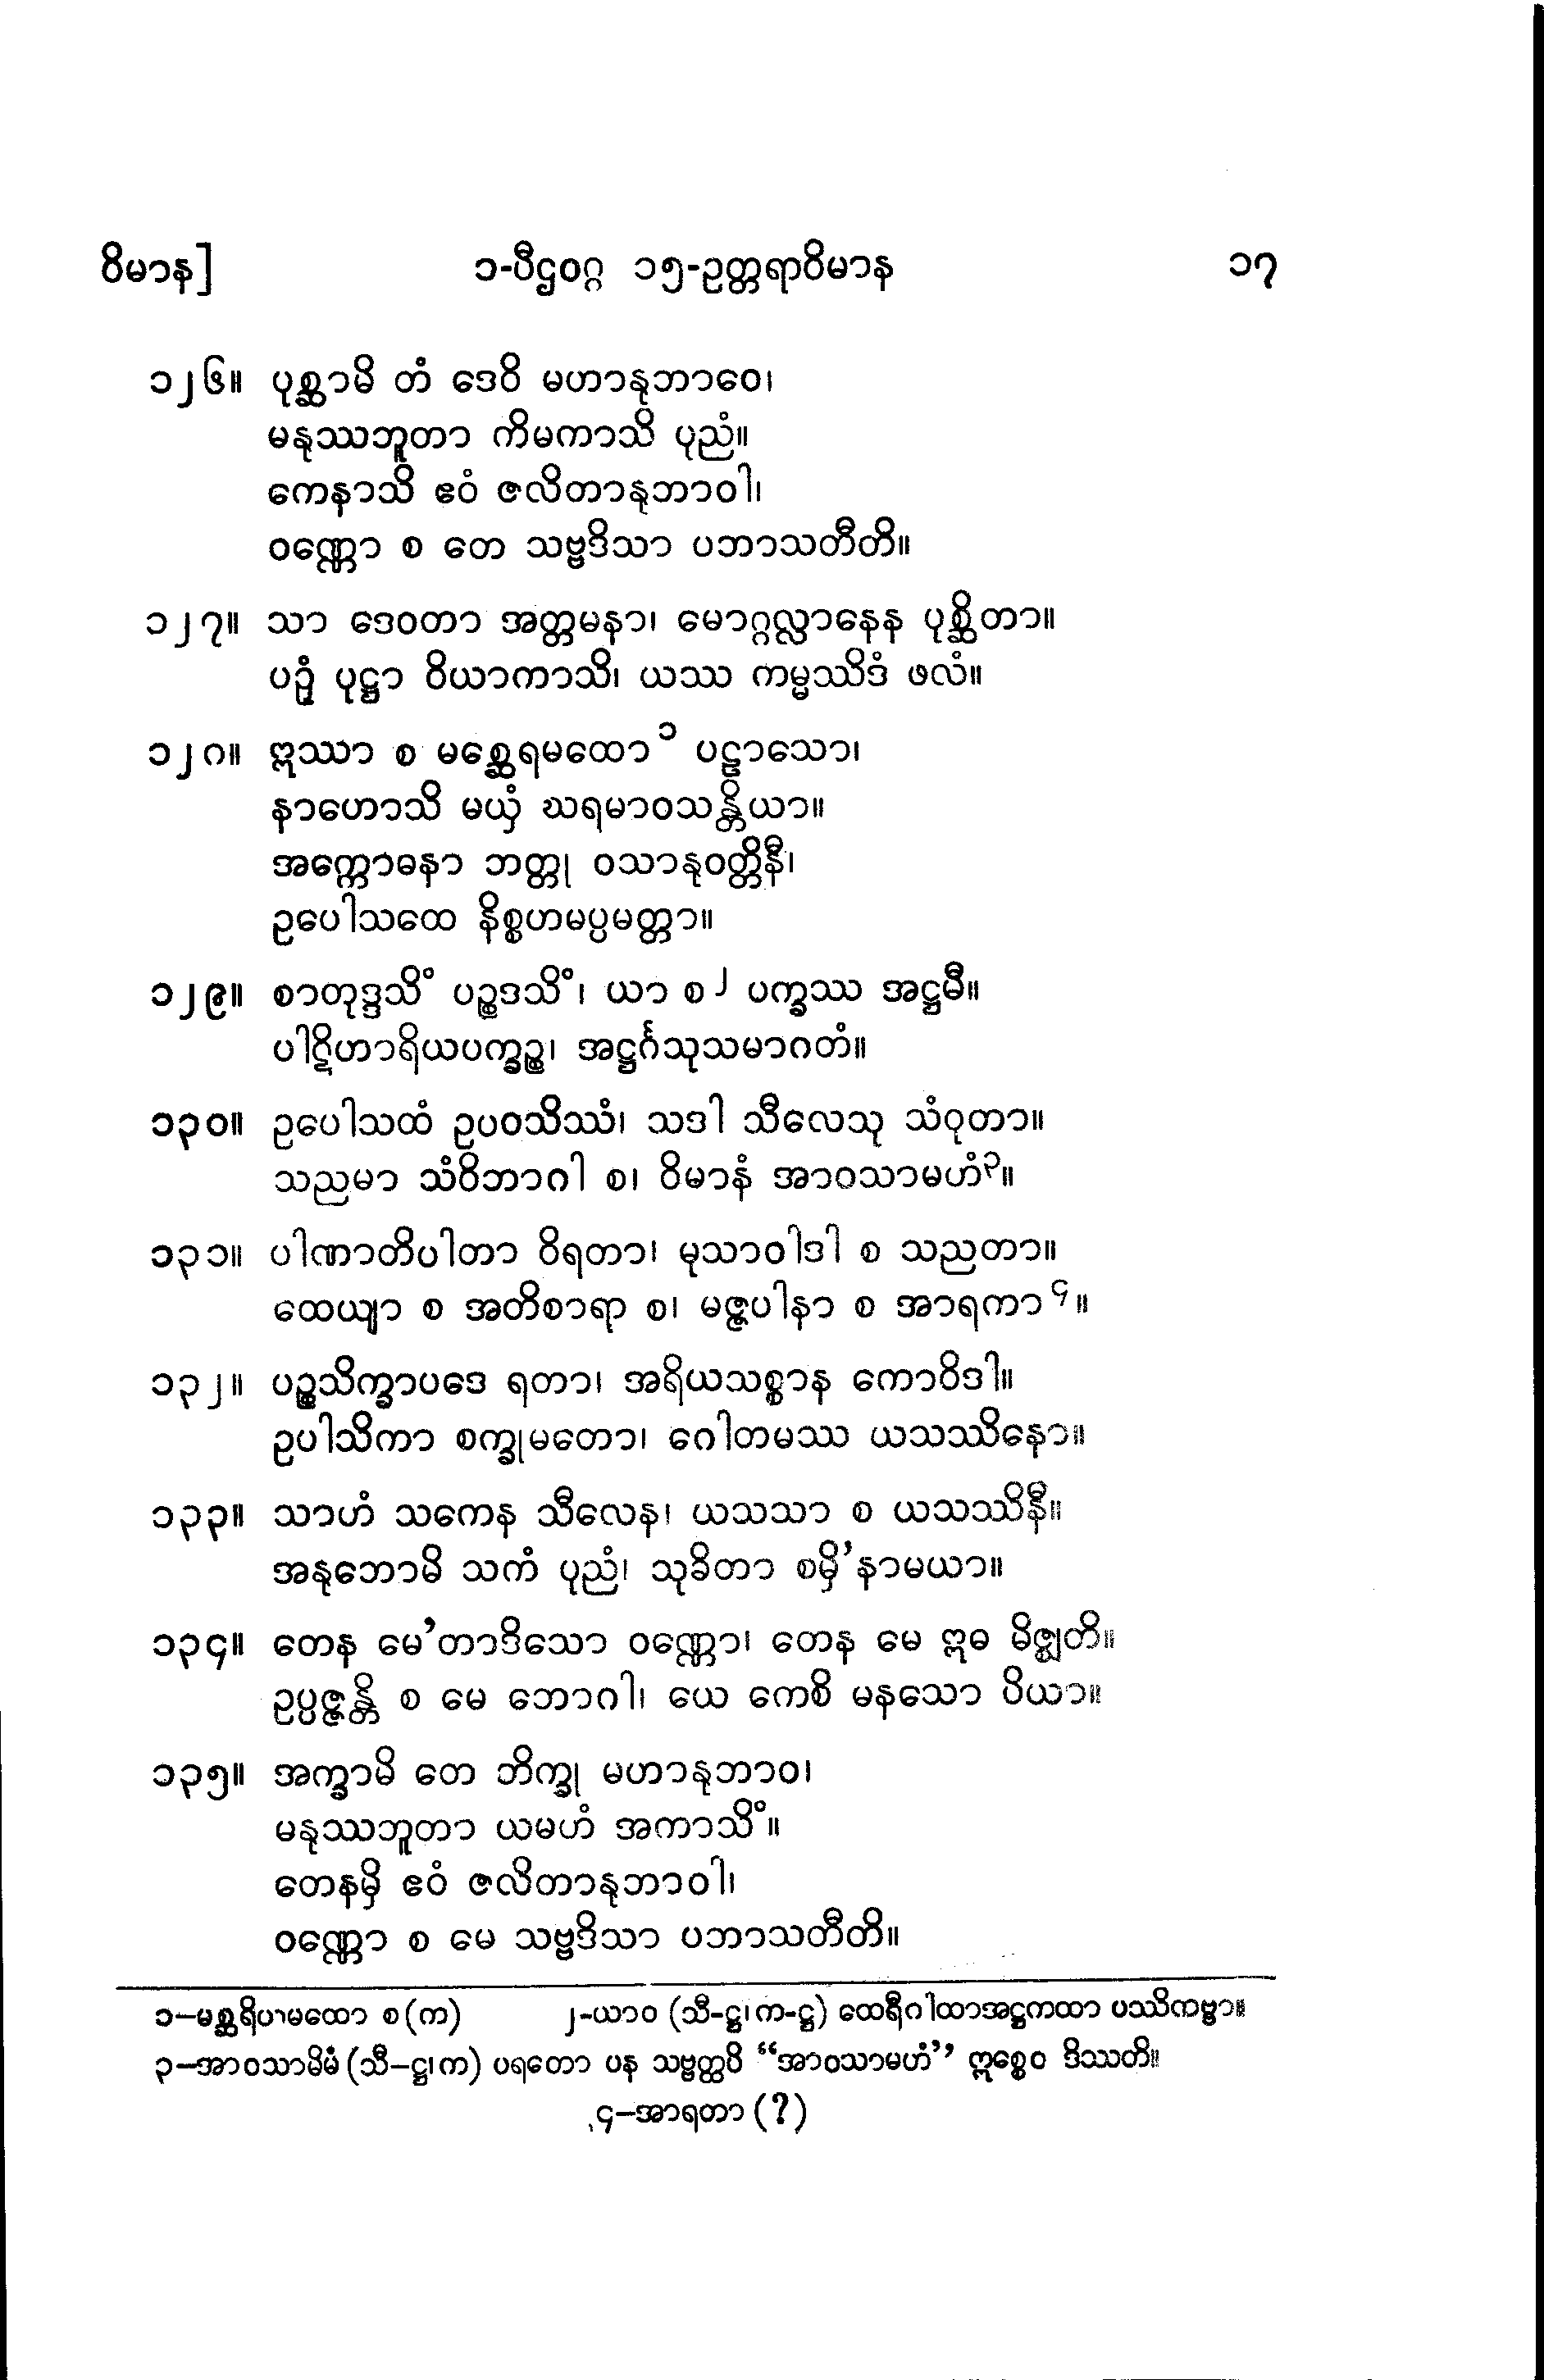 ဝိမာန] ၁-ပီဌဝဂ္ဂ ၁၅-ဥတ္တရာဝိမာန ၁၇
၁၂၆။ ပုစ္ဆာမိ တံ ဒေဝိ မဟာနုဘာဝေ၊
မနုဿဘူတာ ကိမကာသိ ပုညံ။
ကေနာသိ ဧဝံ ဇလိတာနုဘာဝါ၊
ဝဏ္ဏော စ တေ သဗ္ဗဒိသာ ပဘာသတီတိ။
၁၂၇။ သာ ဒေဝတာ အတ္တမနာ၊ မောဂ္ဂလ္လာနေန ပုစ္ဆိတာ။
ပဉှံ ပုဋ္ဌာ ဝိယာကာသိ၊ ယဿ ကမ္မဿိဒံ ဖလံ။
၁၂၈။ ဣဿာ စ မစ္ဆေရမထော ၁ ပဠာသော၊
နာဟောသိ မယှံ ဃရမာဝသန္တိယာ။
အက္ကောဓနာ ဘတ္တု ဝသာနုဝတ္တိနီ၊
ဥပေါသထေ နိစ္စဟမပ္ပမတ္တာ။
၁၂၉။ စာတုဒ္ဒသိံ ပဉ္စဒသိံ၊ ယာ စ ၂ ပက္ခဿ အဋ္ဌမီ။
ပါဋိဟာရိယပက္ခဉ္စ၊ အဋ္ဌင်္ဂသုသမာဂတံ။
၁၃၀။ ဥပေါသထံ ဥပဝသိဿံ၊ သဒါ သီလေသု သံဝုတာ။
သညမာ သံဝိဘာဂါ စ၊ ဝိမာနံ အာဝသာမဟံ ၃။
၁၃၁။ ပါဏာတိပါတာ ဝိရတာ၊ မုသာဝါဒါ စ သညတာ။
ထေယျာ စ အတိစာရာ စ၊ မဇ္ဇပါနာ စ အာရကာ ၄။
၁၃၂။ ပဉ္စသိက္ခာပဒေ ရတာ၊ အရိယသစ္စာန ကောဝိဒါ။
ဥပါသိကာ စက္ခုမတော၊ ဂေါတမဿ ယသဿိနော။
၁၃၃။ သာဟံ သကေန သီလေန၊ ယသသာ စ ယသဿိနီ။
အနုဘောမိ သကံ ပုညံ၊ သုခိတာ စမှိ’နာမယာ။
၁၃၄။ တေန မေ’တာဒိသော ဝဏ္ဏော၊ တေန မေ ဣဓ မိဇ္ဈတိ။
ဥပ္ပဇ္ဇန္တိ စ မေ ဘောဂါ၊ ယေ ကေစိ မနသော ပိယာ။
၁၃၅။ အက္ခာမိ တေ ဘိက္ခု မဟာနုဘာဝ၊
မနုဿဘူတာ ယမဟံ အကာသိံ။
တေနမှိ ဧဝံ ဇလိတာနုဘာဝါ၊
ဝဏ္ဏော စ မေ သဗ္ဗဒိသာ ပဘာသတီတိ။
၁–မစ္ဆရိယမထော စ (က) ၂-ယာဝ (သီ-ဋ္ဌ၊ က-ဋ္ဌ) ထေရီဂါထာအဋ္ဌကထာ ပဿိတဗ္ဗာ။
၃–အာဝသာမိမံ (သီ–ဋ္ဌ၊ က) ပရတော ပန သဗ္ဗတ္ထပိ “အာဝသာမဟံ” ဣစ္စေဝ ဒိဿတိ။
၄–အာရတာ (?)